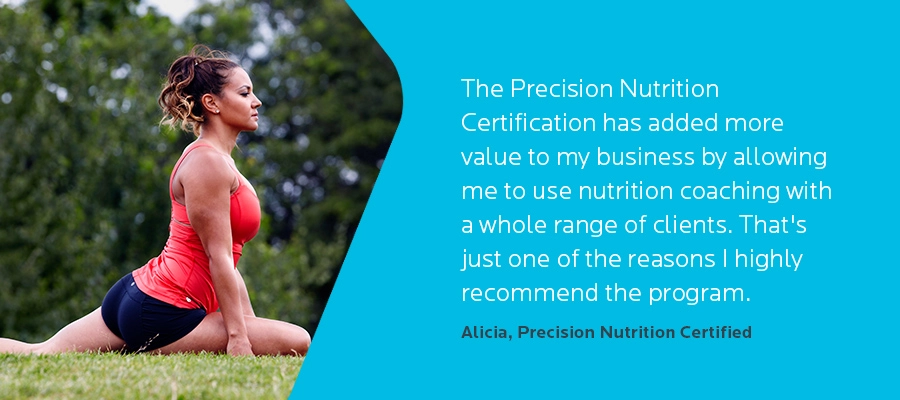 The Precision Nutrition
Certification has added more
value to my business by allowing
me to use nutrition coaching with
a whole range of clients. That's
just one of the reasons I highly
recommend the program.
Alicia, Precision Nutrition Certified